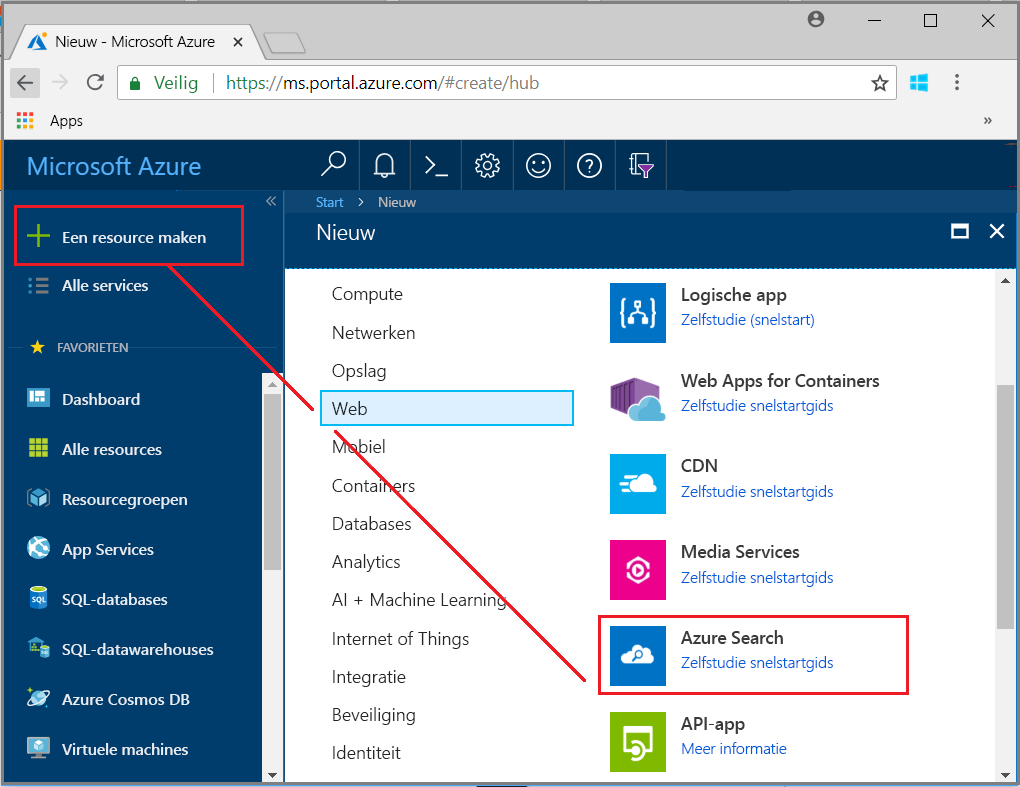 Nieuw - Microsoft Azure
Veilig
https://ms.portal.azure.com/#create/hub
Apps
»
Microsoft Azure
Een resource maken
Alle services
FAVORIETEN
Dashboard
Alle resources
Resourcegroepen
App Services
SQL
SQL-databases
SQL-datawarehouses
Azure Cosmos DB
Virtuele machines
Start > Nieuw
Nieuw
Compute
Netwerken
Opslag
Web
Mobiel
Containers
Databases
Analytics
AI + Machine Learning
Internet of Things
Integratie
Beveiliging
Identiteit
Logische app
Zelfstudie (snelstart)
Web Apps for Containers
Zelfstudie snelstartgids
CDN
Zelfstudie snelstartgids
Media Services
Zelfstudie snelstartgids
Azure Search
Zelfstudie snelstartgids
API-app
Meer informatie